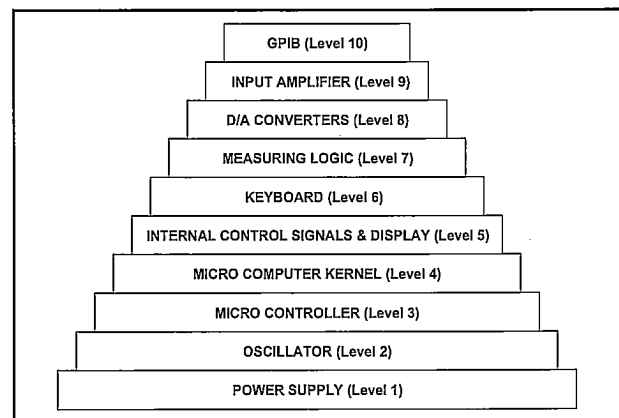 GPIB (Level 10)
INPUT AMPLIFIER (Level 9)
D/A CONVERTERS (Level 8)
MEASURING LOGIC (Level 7)
KEYBOARD (Level 6)
INTERNAL CONTROL SIGNALS & DISPLAY (Level 5)
MICRO COMPUTER KERNEL (Level 4)
MICRO CONTROLLER (Level 3)
OSCILLATOR (Level 2)
POWER SUPPLY (Level 1)